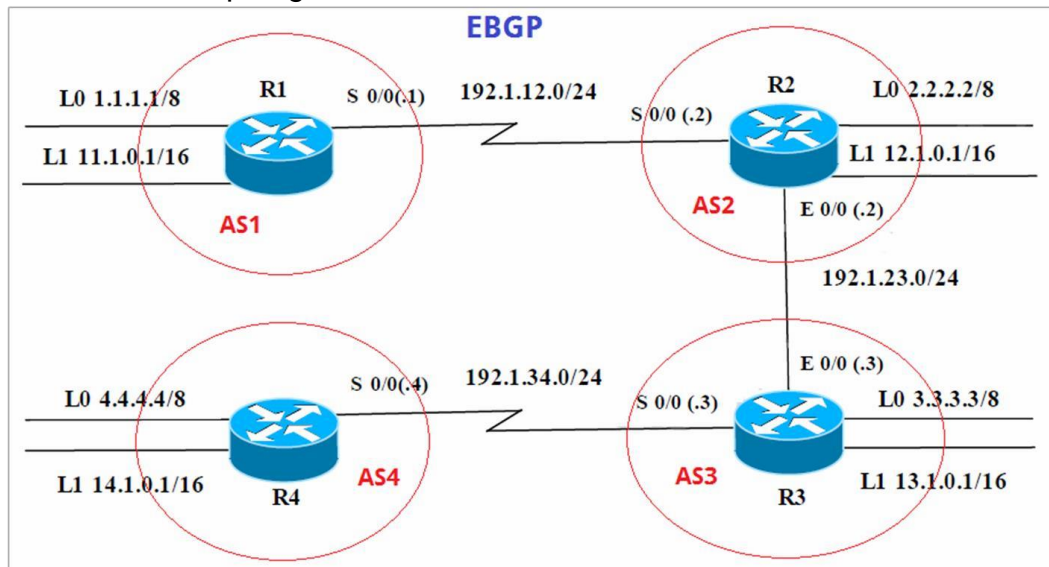 EBGP
R1
L0 1.1.1.1/8
S 0/0(.1)
192.1.12.0/24
S 0/0 (.2)
R2
L0 2.2.2.2/8
L1 11.1.0.1/16
L1 12.1.0.1/16
AS1
AS2
E 0/0 (.2)
192.1.23.0/24
E 0/0 (.3)
L0 4.4.4.4/8
S 0/0(.4)
192.1.34.0/24
S 0/0 (.3)
L0 3.3.3.3/8
L1 14.1.0.1/16
R4
AS4
AS3
R3
L1 13.1.0.1/16